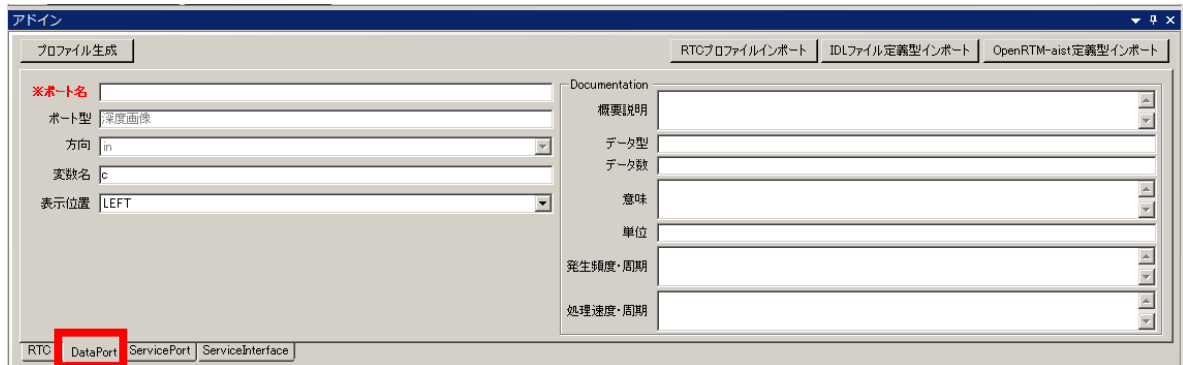 アドイン
プロファイル生成
RTCプロファイルインポート
IDLファイル定義型インポート
OpenRTM-aist定義型インポート
※ポート名
ポート型 深度画像
方向 in
変数名 c
表示位置 LEFT
Documentation
概要説明
データ型
データ数
意味
単位
発生頻度・周期
処理速度・周期
RTC
DataPort
ServicePort
ServiceInterface